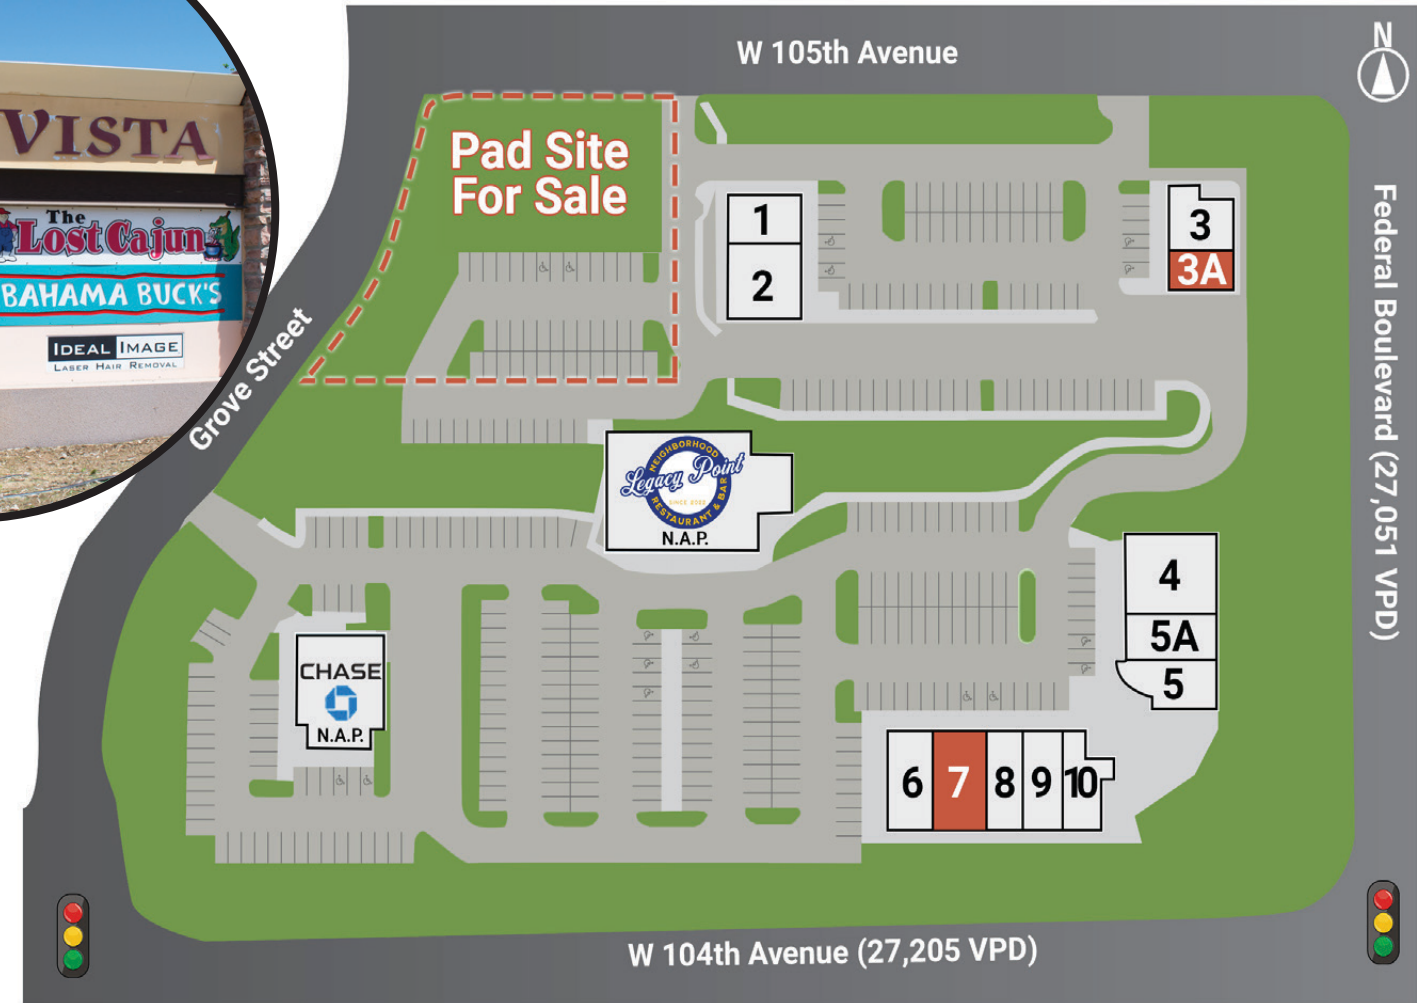 W 105th Avenue
N
VISTA
The
Lost Cajun
BAHAMA BUCK'S
IDEAL IMAGE
LASER HAIR REMOVAL
Pad Site
For Sale
Grove Street
Federal Boulevard (27,051 VPD)
1
2
3
3A
NEIGHBORHOOD
Legacy Point
SINCE 2022
RESTAURANT & BAR
N.A.P.
4
5A
5
CHASE
N.A.P.
6
7
8
9
10
W 104th Avenue (27,205 VPD)